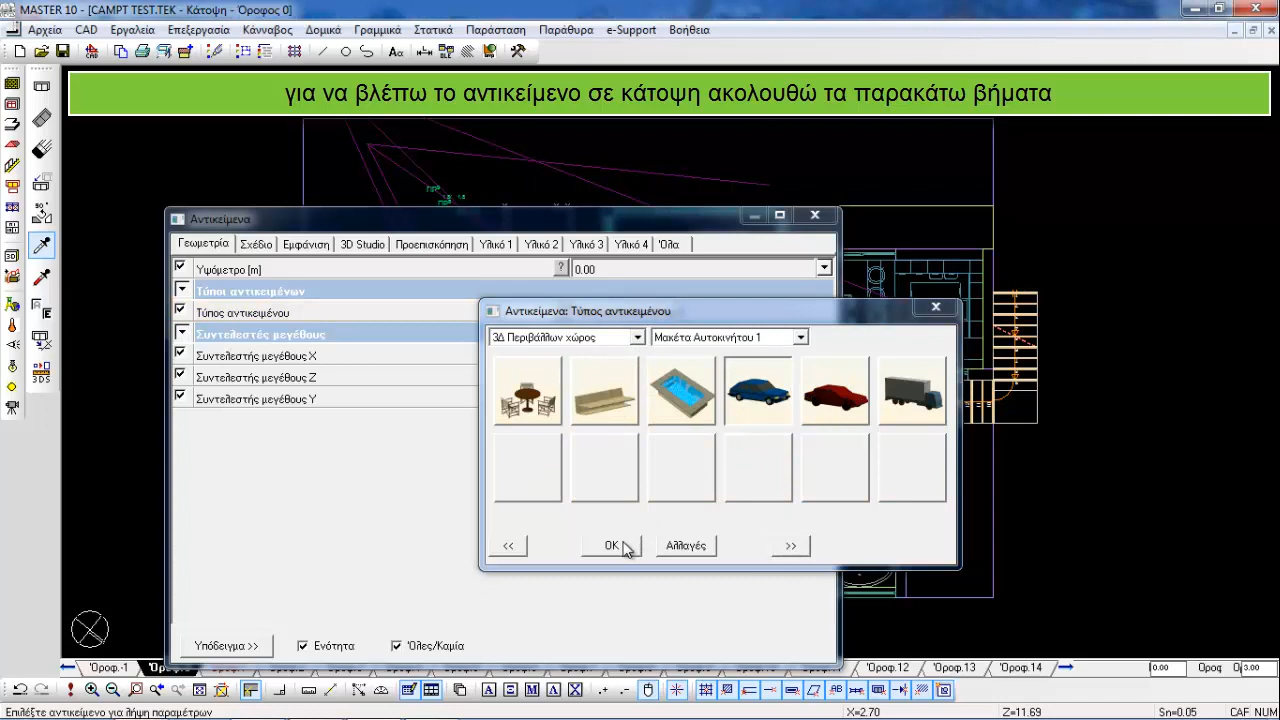 MASTER 10 - [CAMPT TEST.TEK - Κάτοψη - Όροφος 0]
Αρχεία CAD Εργαλεία Επεξεργασία Κάνναβος Δομικά Γραμμικά Στατικά Παράσταση Παράθυρα e-Support Βοήθεια
για να βλέπω το αντικείμενο σε κάτοψη ακολουθώ τα παρακάτω βήματα
Αντικείμενα
Γεωμετρία Σχέδιο Εμφάνιση 3D Studio Προεπισκόπηση Υλικό 1 Υλικό 2 Υλικό 3 Υλικό 4 Όλα
Υψόμετρο [m] ? 0.00
Τύποι αντικειμένων
Τύπος αντικειμένου
Συντελεστές μεγέθους
Συντελεστής μεγέθους X
Συντελεστής μεγέθους Z
Συντελεστής μεγέθους Y
Αντικείμενα: Τύπος αντικειμένου
3Δ Περιβάλλων χώρος Μακέτα Αυτοκινήτου 1
<< OK Αλλαγές >>
Υπόδειγμα >> Ενότητα Όλες/Καμία
Όροφ.-1 Όροφ.12 Όροφ.13 Όροφ.14 0.00 Οροφ 3.00
Επιλέξτε αντικείμενο για λήψη παραμέτρων X=2.70 Z=11.69 Sn=0.05 CAF NUM